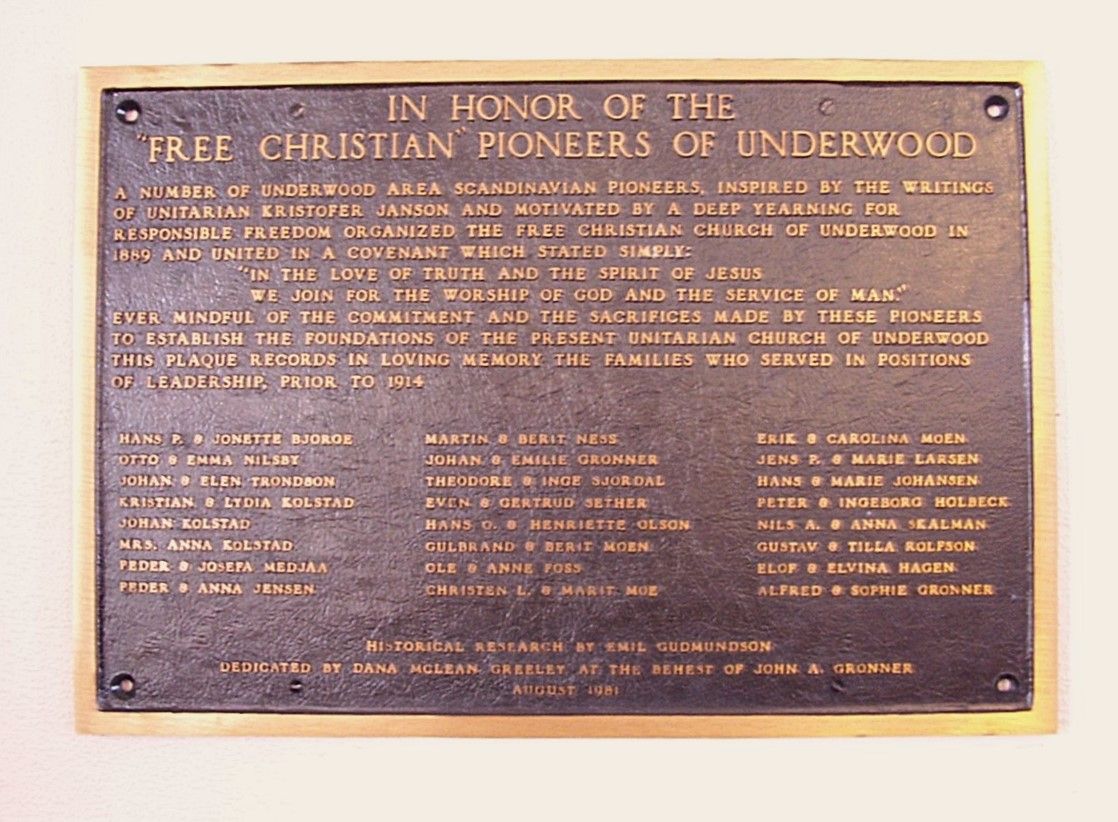 IN HONOR OF THE
"FREE CHRISTIAN" PIONEERS OF UNDERWOOD
A NUMBER OF UNDERWOOD AREA SCANDINAVIAN PIONEERS, INSPIRED BY THE WRITINGS
OF UNITARIAN KRISTOFER JANSON AND MOTIVATED BY A DEEP YEARNING FOR
RESPONSIBLE FREEDOM ORGANIZED THE FREE CHRISTIAN CHURCH OF UNDERWOOD IN
1889 AND UNITED IN A COVENANT WHICH STATED SIMPLY:
"IN THE LOVE OF TRUTH AND THE SPIRIT OF JESUS
WE JOIN FOR THE WORSHIP OF GOD AND THE SERVICE OF MAN."
EVER MINDFUL OF THE COMMITMENT AND THE SACRIFICES MADE BY THESE PIONEERS
TO ESTABLISH THE FOUNDATIONS OF THE PRESENT UNITARIAN CHURCH OF UNDERWOOD
THIS PLAQUE RECORDS IN LOVING MEMORY THE FAMILIES WHO SERVED IN POSITIONS
OF LEADERSHIP, PRIOR TO 1914
HANS P. & JONETTE BJORGE
OTTO & EMMA NILSBY
JOHAN & ELEN TRONDSON
KRISTIAN & LYDIA KOLSTAD
JOHAN KOLSTAD
MRS. ANNA KOLSTAD
PEDER & JOSEFA MEDJAA
PEDER & ANNA JENSEN
MARTIN & BERIT NESS
JOHAN & EMILIE GRONNER
THEODORE & INGE SJORDAL
EVEN & GERTRUD SETHER
HANS O. & HENRIETTE OLSON
GULBRAND & BERIT MOEN
OLE & ANNE FOSS
CHRISTEN L. & MARIT MOE
ERIK & CAROLINA MOEN
JENS P. & MARIE LARSEN
HANS & MARIE JOHANSEN
PETER & INGEBORG HOLBECK
NILS A. & ANNA SKALMAN
GUSTAV & TILLA ROLFSON
ELOF & ELVINA HAGEN
ALFRED & SOPHIE GRONNER
HISTORICAL RESEARCH BY EMIL GUDMUNDSON
DEDICATED BY DANA MCLEAN GREELEY AT THE BEHEST OF JOHN A. GRONNER
AUGUST 1981